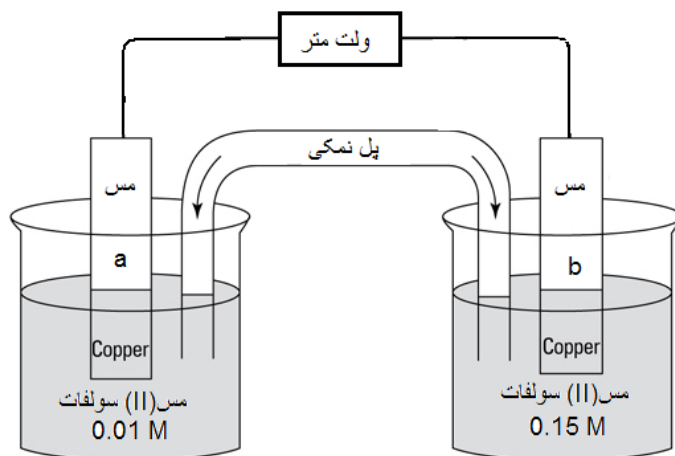 ولت متر
پل نمکی
مس
مس
a
b
Copper
Copper
مس(II) سولفات
0.01 M
مس(II) سولفات
0.15 M